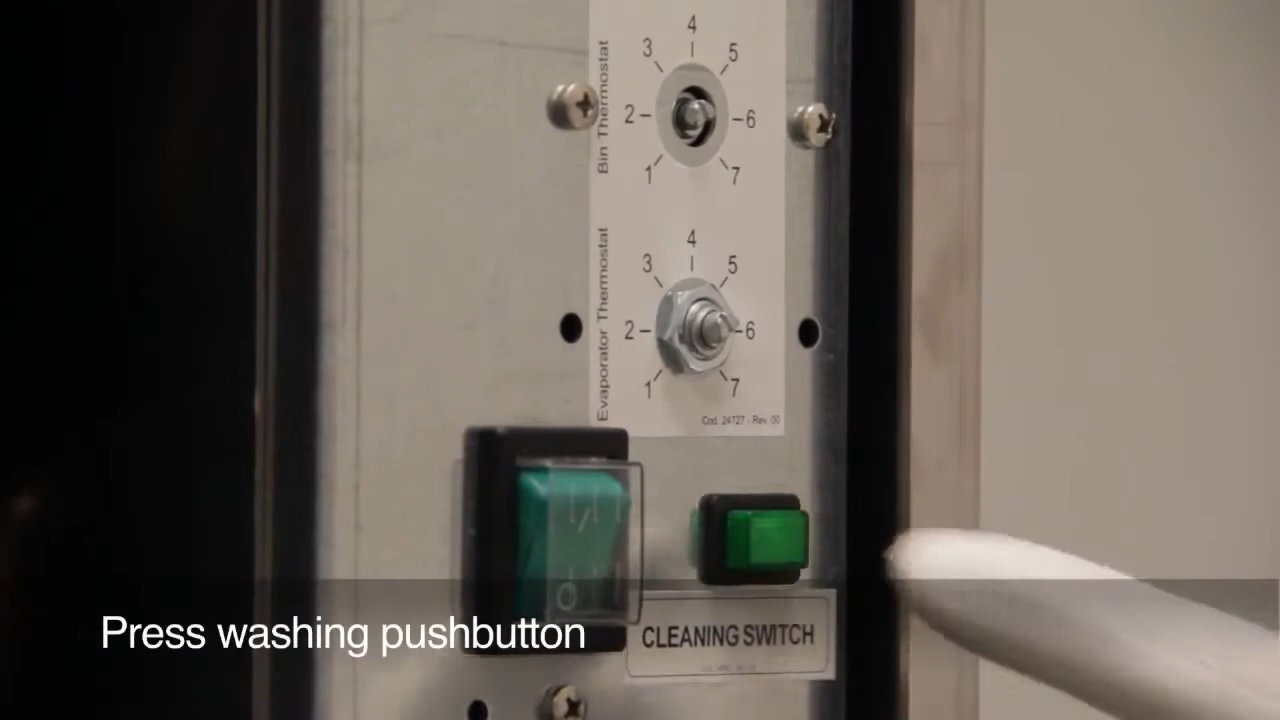 Bin Thermostat
1 2 3 4 5 6 7
Evaporator Thermostat
1 2 3 4 5 6 7
Cod. 24727 - Rev. 00
CLEANING SWITCH
Press washing pushbutton